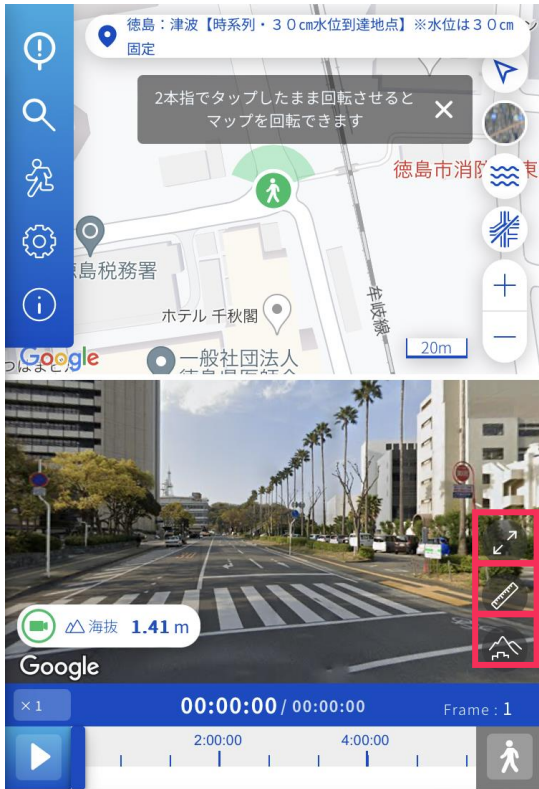 徳島：津波【時系列・３０㎝水位到達地点】※水位は３０㎝
固定
2本指でタップしたまま回転させると
マップを回転できます
徳島市消防
東
島税務署
ホテル 千秋閣
牟岐線
20m
Google
一般社団法人
海抜 1.41 m
Google
×1
00:00:00 / 00:00:00
Frame : 1
2:00:00
4:00:00